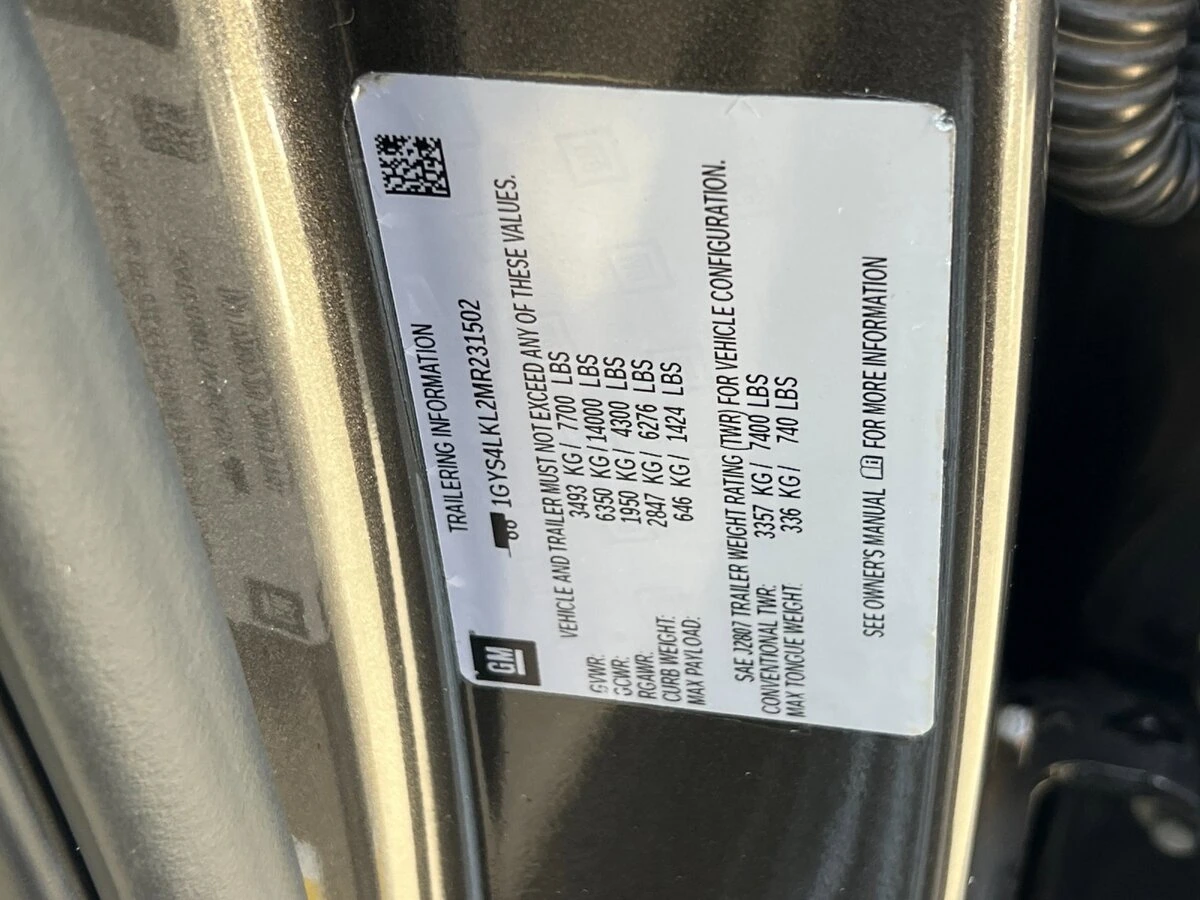 TRAILERING INFORMATION
GM
1GYS4LKL2MR231502
VEHICLE AND TRAILER MUST NOT EXCEED ANY OF THESE VALUES.
GVWR: 3493 KG / 7700 LBS
GCWR: 6350 KG / 14000 LBS
RGAWR: 1950 KG / 4300 LBS
CURB WEIGHT: 2847 KG / 6276 LBS
MAX PAYLOAD: 646 KG / 1424 LBS
SAE J2807 TRAILER WEIGHT RATING (TWR) FOR VEHICLE CONFIGURATION.
CONVENTIONAL TWR: 3357 KG / 7400 LBS
MAX TONGUE WEIGHT: 336 KG / 740 LBS
SEE OWNER'S MANUAL FOR MORE INFORMATION